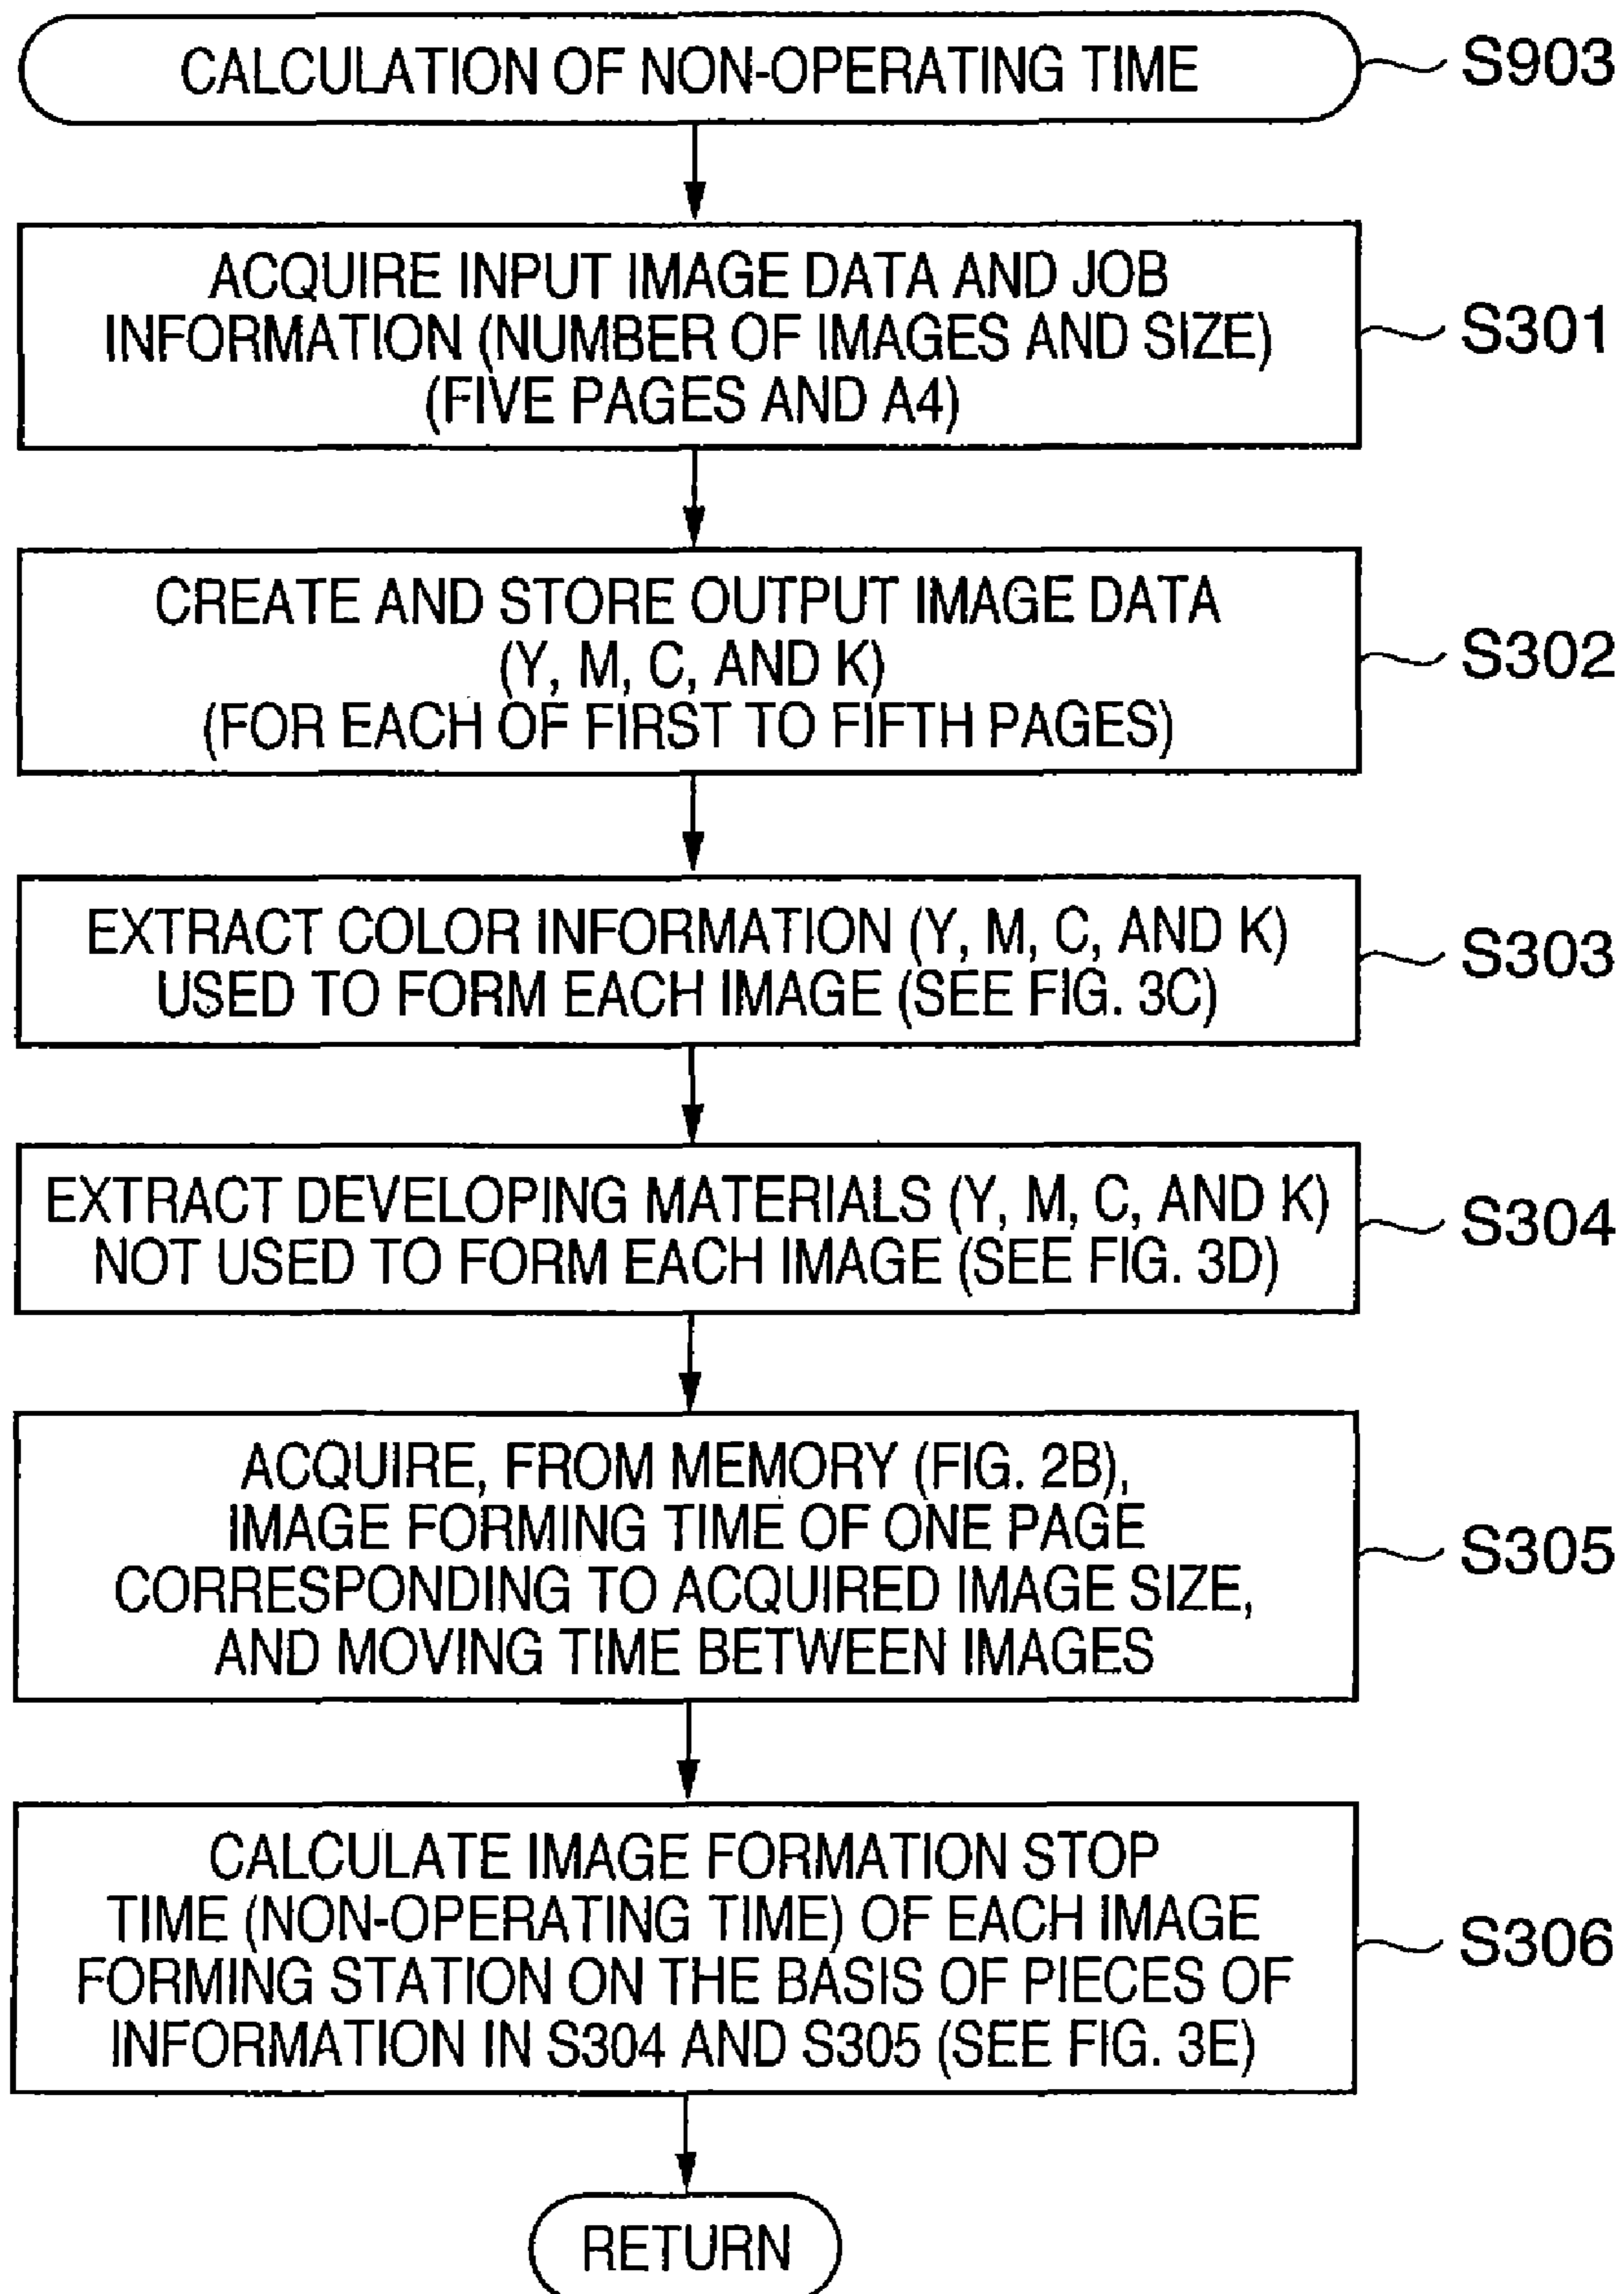 CALCULATION OF NON-OPERATING TIME
S903
ACQUIRE INPUT IMAGE DATA AND JOB
INFORMATION (NUMBER OF IMAGES AND SIZE)
(FIVE PAGES AND A4)
S301
CREATE AND STORE OUTPUT IMAGE DATA
(Y, M, C, AND K)
(FOR EACH OF FIRST TO FIFTH PAGES)
S302
EXTRACT COLOR INFORMATION (Y, M, C, AND K)
USED TO FORM EACH IMAGE (SEE FIG. 3C)
S303
EXTRACT DEVELOPING MATERIALS (Y, M, C, AND K)
NOT USED TO FORM EACH IMAGE (SEE FIG. 3D)
S304
ACQUIRE, FROM MEMORY (FIG. 2B),
IMAGE FORMING TIME OF ONE PAGE
CORRESPONDING TO ACQUIRED IMAGE SIZE,
AND MOVING TIME BETWEEN IMAGES
S305
CALCULATE IMAGE FORMATION STOP
TIME (NON-OPERATING TIME) OF EACH IMAGE
FORMING STATION ON THE BASIS OF PIECES OF
INFORMATION IN S304 AND S305 (SEE FIG. 3E)
S306
RETURN